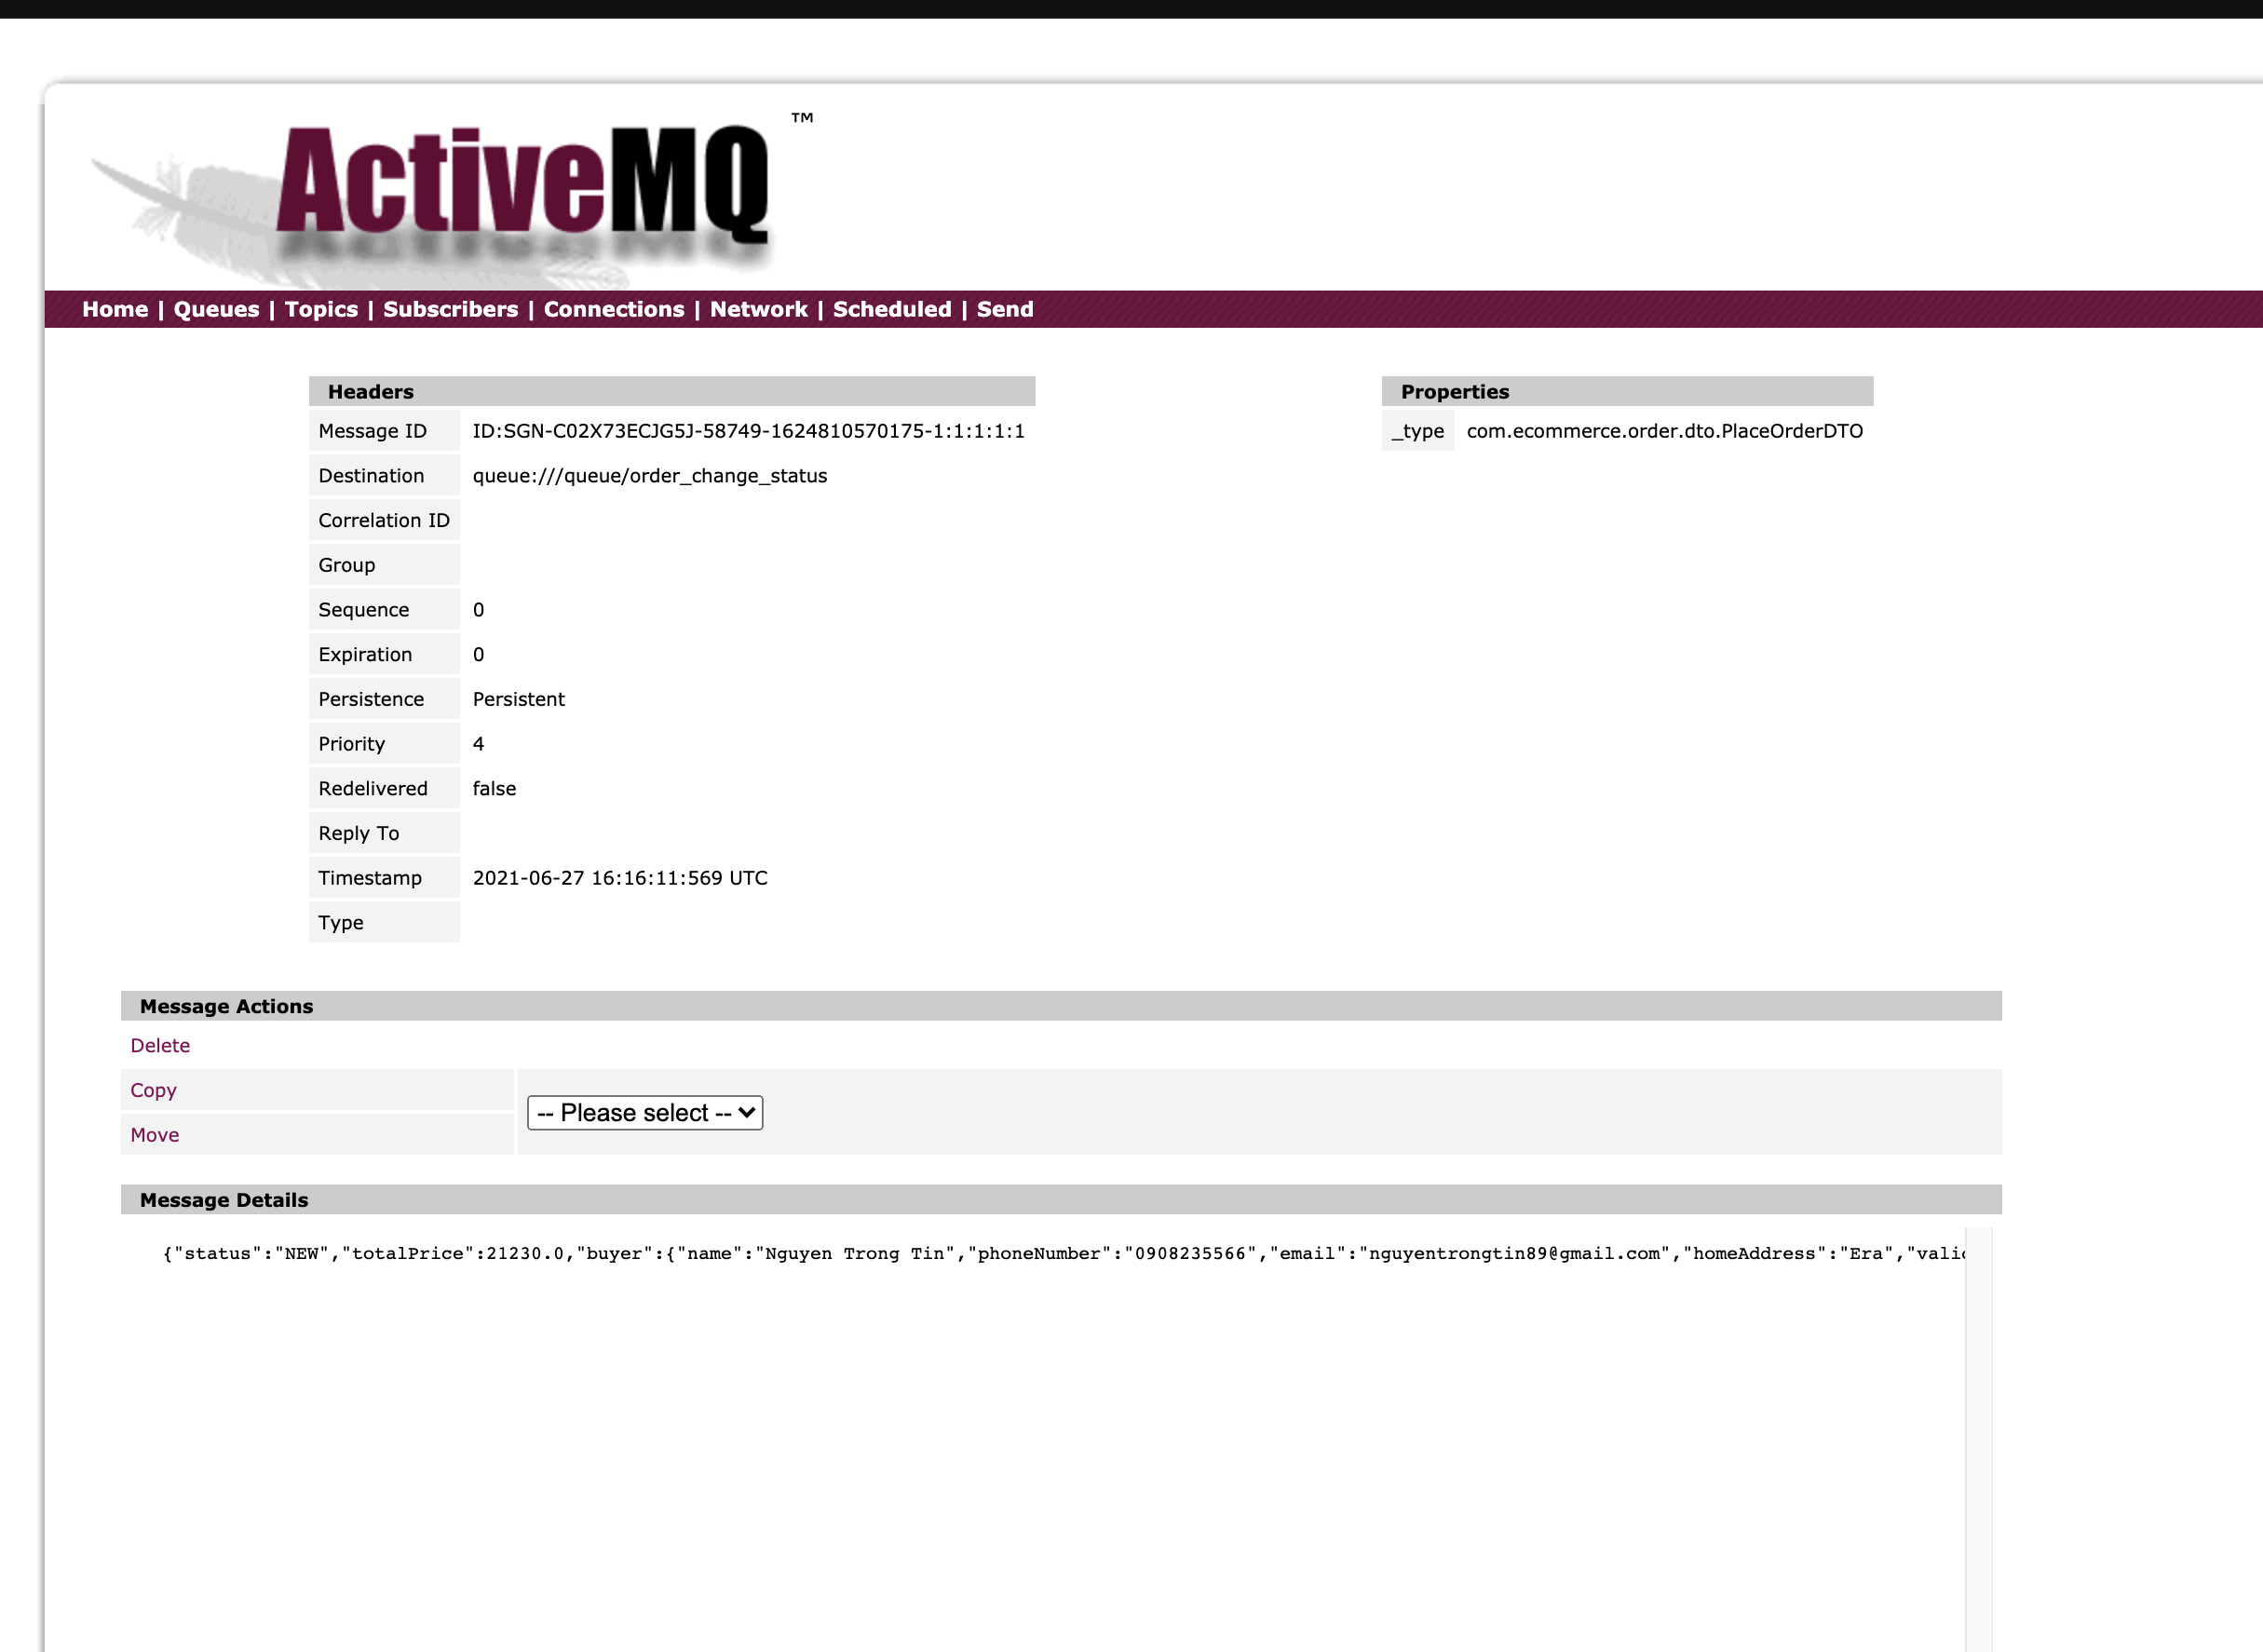 ActiveMQ ™
Home | Queues | Topics | Subscribers | Connections | Network | Scheduled | Send
Headers
Message ID ID:SGN-C02X73ECJG5J-58749-1624810570175-1:1:1:1:1
Destination queue:///queue/order_change_status
Correlation ID
Group
Sequence 0
Expiration 0
Persistence Persistent
Priority 4
Redelivered false
Reply To
Timestamp 2021-06-27 16:16:11:569 UTC
Type
Properties
_type com.ecommerce.order.dto.PlaceOrderDTO
Message Actions
Delete
Copy
-- Please select --
Move
Message Details
{"status":"NEW","totalPrice":21230.0,"buyer":{"name":"Nguyen Trong Tin","phoneNumber":"0908235566","email":"nguyentrongtin89@gmail.com","homeAddress":"Era",